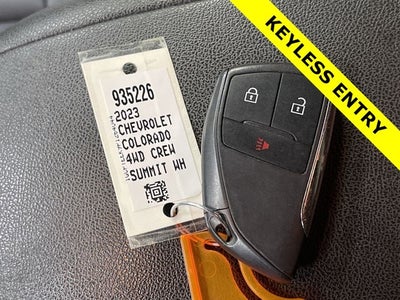 KEYLESS ENTRY
935226
2023
CHEVROLET
COLORADO
4WD CREW
SUMMIT WH